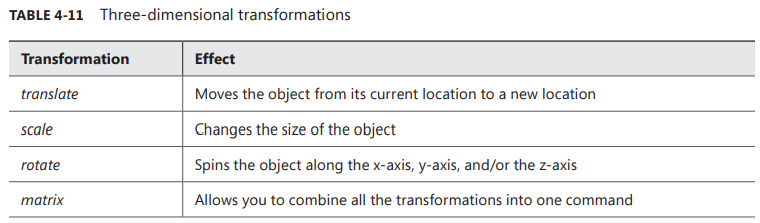 TABLE 4-11 Three-dimensional transformations
Transformation Effect
translate Moves the object from its current location to a new location
scale Changes the size of the object
rotate Spins the object along the x-axis, y-axis, and/or the z-axis
matrix Allows you to combine all the transformations into one command